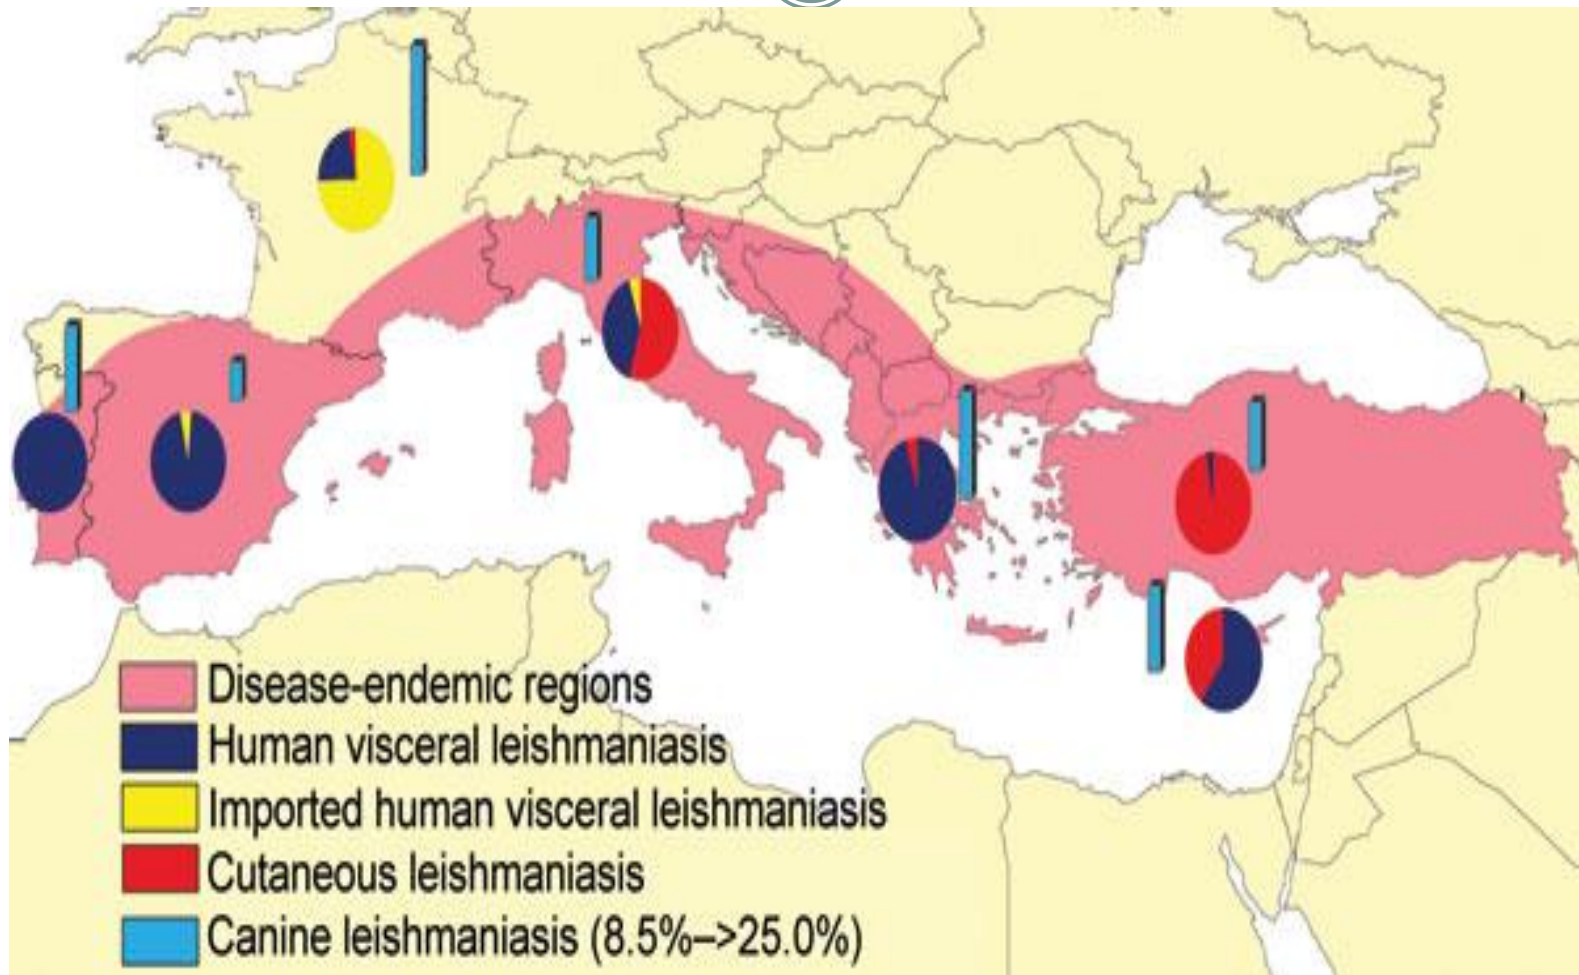 Disease-endemic regions
Human visceral leishmaniasis
Imported human visceral leishmaniasis
Cutaneous leishmaniasis
Canine leishmaniasis (8.5%–>25.0%)